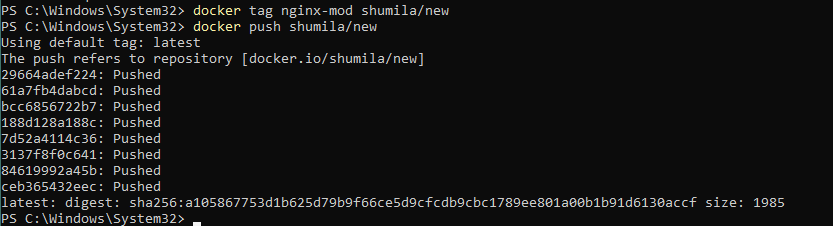 PS C:\Windows\System32> docker tag nginx-mod shumila/new
PS C:\Windows\System32> docker push shumila/new
Using default tag: latest
The push refers to repository [docker.io/shumila/new]
29664adef224: Pushed
61a7fb4dabcd: Pushed
bcc6856722b7: Pushed
188d128a188c: Pushed
7d52a4114c36: Pushed
3137f8f0c641: Pushed
84619992a45b: Pushed
ceb365432eec: Pushed
latest: digest: sha256:a105867753d1b625d79b9f66ce5d9cfcdb9cbc1789ee801a00b1b91d6130accf size: 1985
PS C:\Windows\System32>